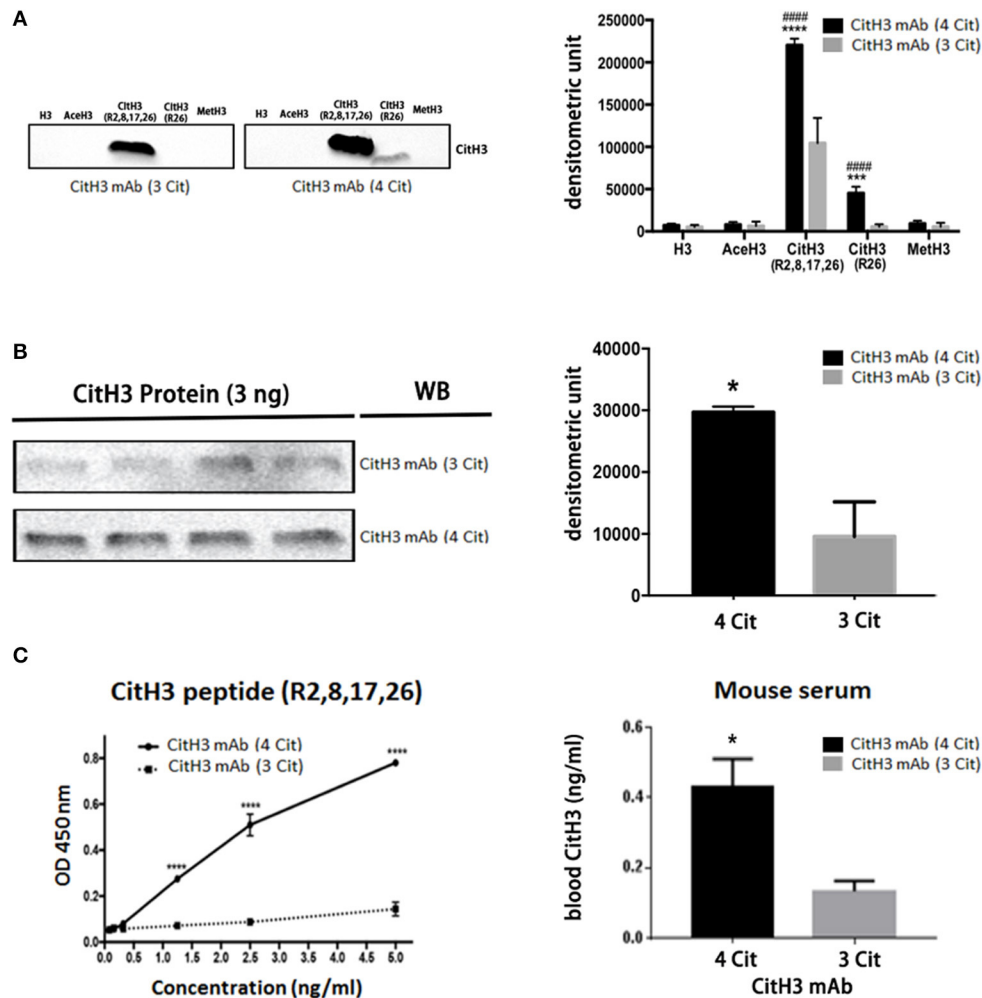 A
H3 AceH3 CitH3 (R2,8,17,26) CitH3 (R26) MetH3
H3 AceH3 CitH3 (R2,8,17,26) CitH3 (R26) MetH3
CitH3
CitH3 mAb (3 Cit)
CitH3 mAb (4 Cit)
densitometric unit
250000
200000
150000
100000
50000
0
####
****
####
***
CitH3 mAb (4 Cit)
CitH3 mAb (3 Cit)
H3
AceH3
CitH3
(R2,8,17,26)
CitH3
(R26)
MetH3
B
CitH3 Protein (3 ng)
WB
CitH3 mAb (3 Cit)
CitH3 mAb (4 Cit)
densitometric unit
40000
30000
20000
10000
0
*
CitH3 mAb (4 Cit)
CitH3 mAb (3 Cit)
4 Cit
3 Cit
C
CitH3 peptide (R2,8,17,26)
CitH3 mAb (4 Cit)
CitH3 mAb (3 Cit)
OD 450 nm
0.8
0.6
0.4
0.2
0.0
****
****
****
0.0 0.5 1.0 1.5 2.0 2.5 3.0 3.5 4.0 4.5 5.0
Concentration (ng/ml)
Mouse serum
blood CitH3 (ng/ml)
0.6
0.4
0.2
0.0
*
CitH3 mAb (4 Cit)
CitH3 mAb (3 Cit)
4 Cit
3 Cit
CitH3 mAb